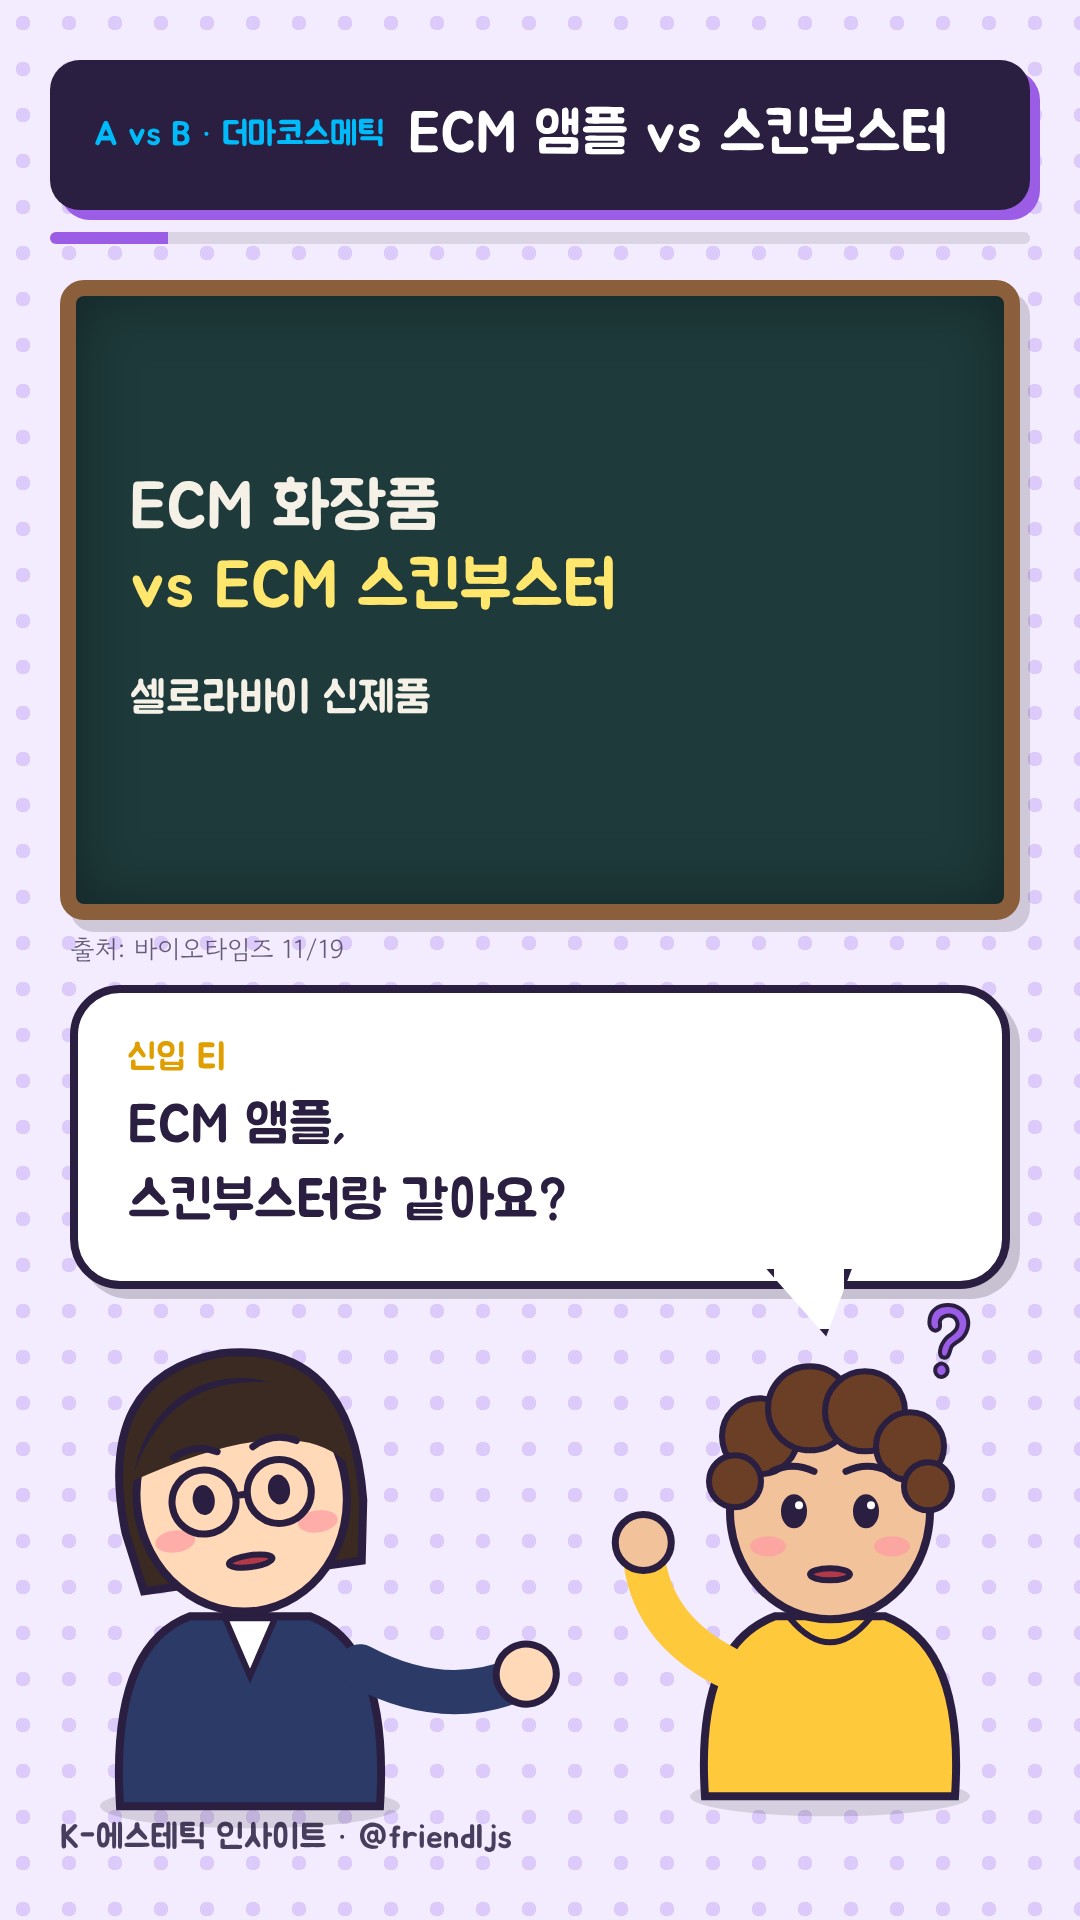 A vs B · 더마코스메틱 ECM 앰플 vs 스킨부스터
ECM 화장품
vs ECM 스킨부스터
셀로라바이 신제품
출처: 바이오타임즈 11/19
신입 티
ECM 앰플,
스킨부스터랑 같아요?
?
K-에스테틱 인사이트 · @friendljs